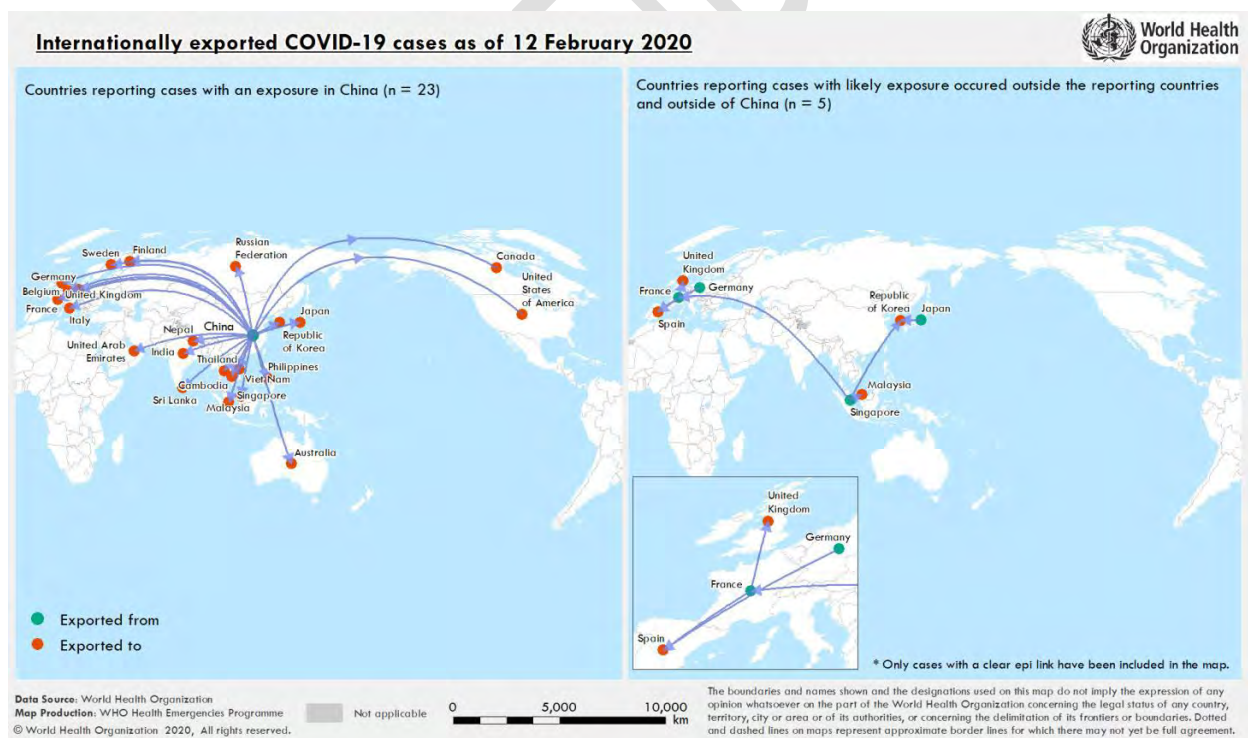 Internationally exported COVID-19 cases as of 12 February 2020
World Health
Organization
Countries reporting cases with an exposure in China (n = 23)
Sweden
Finland
Russian
Federation
Germany
Belgium
United Kingdom
France
Italy
Nepal
China
United Arab
Emirates
India
Thailand
Cambodia
Viet Nam
Philippines
Sri Lanka
Singapore
Malaysia
Japan
Republic
of Korea
Australia
Canada
United
States
of America
Exported from
Exported to
Countries reporting cases with likely exposure occured outside the reporting countries
and outside of China (n = 5)
United
Kingdom
France
Germany
Spain
Republic
of Korea
Japan
Malaysia
Singapore
United
Kingdom
Germany
France
Spain
* Only cases with a clear epi link have been included in the map.
Data Source: World Health Organization
Map Production: WHO Health Emergencies Programme
© World Health Organization 2020, All rights reserved.
Not applicable
0 5,000 10,000
km
The boundaries and names shown and the designations used on this map do not imply the expression of any
opinion whatsoever on the part of the World Health Organization concerning the legal status of any country,
territory, city or area or of its authorities, or concerning the delimitation of its frontiers or boundaries. Dotted
and dashed lines on maps represent approximate border lines for which there may not yet be full agreement.